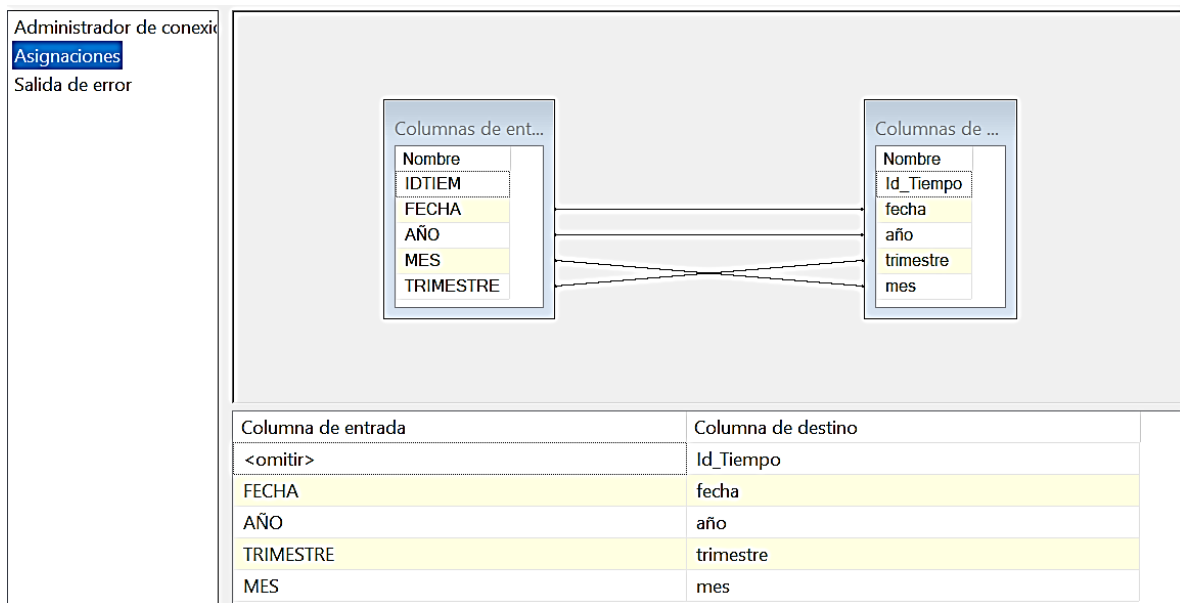 Administrador de conexi
Asignaciones
Salida de error
Columnas de ent...
Nombre
IDTIEM
FECHA
AÑO
MES
TRIMESTRE
Columnas de ...
Nombre
Id_Tiempo
fecha
año
trimestre
mes
Columna de entrada Columna de destino
<omitir> Id_Tiempo
FECHA fecha
AÑO año
TRIMESTRE trimestre
MES mes